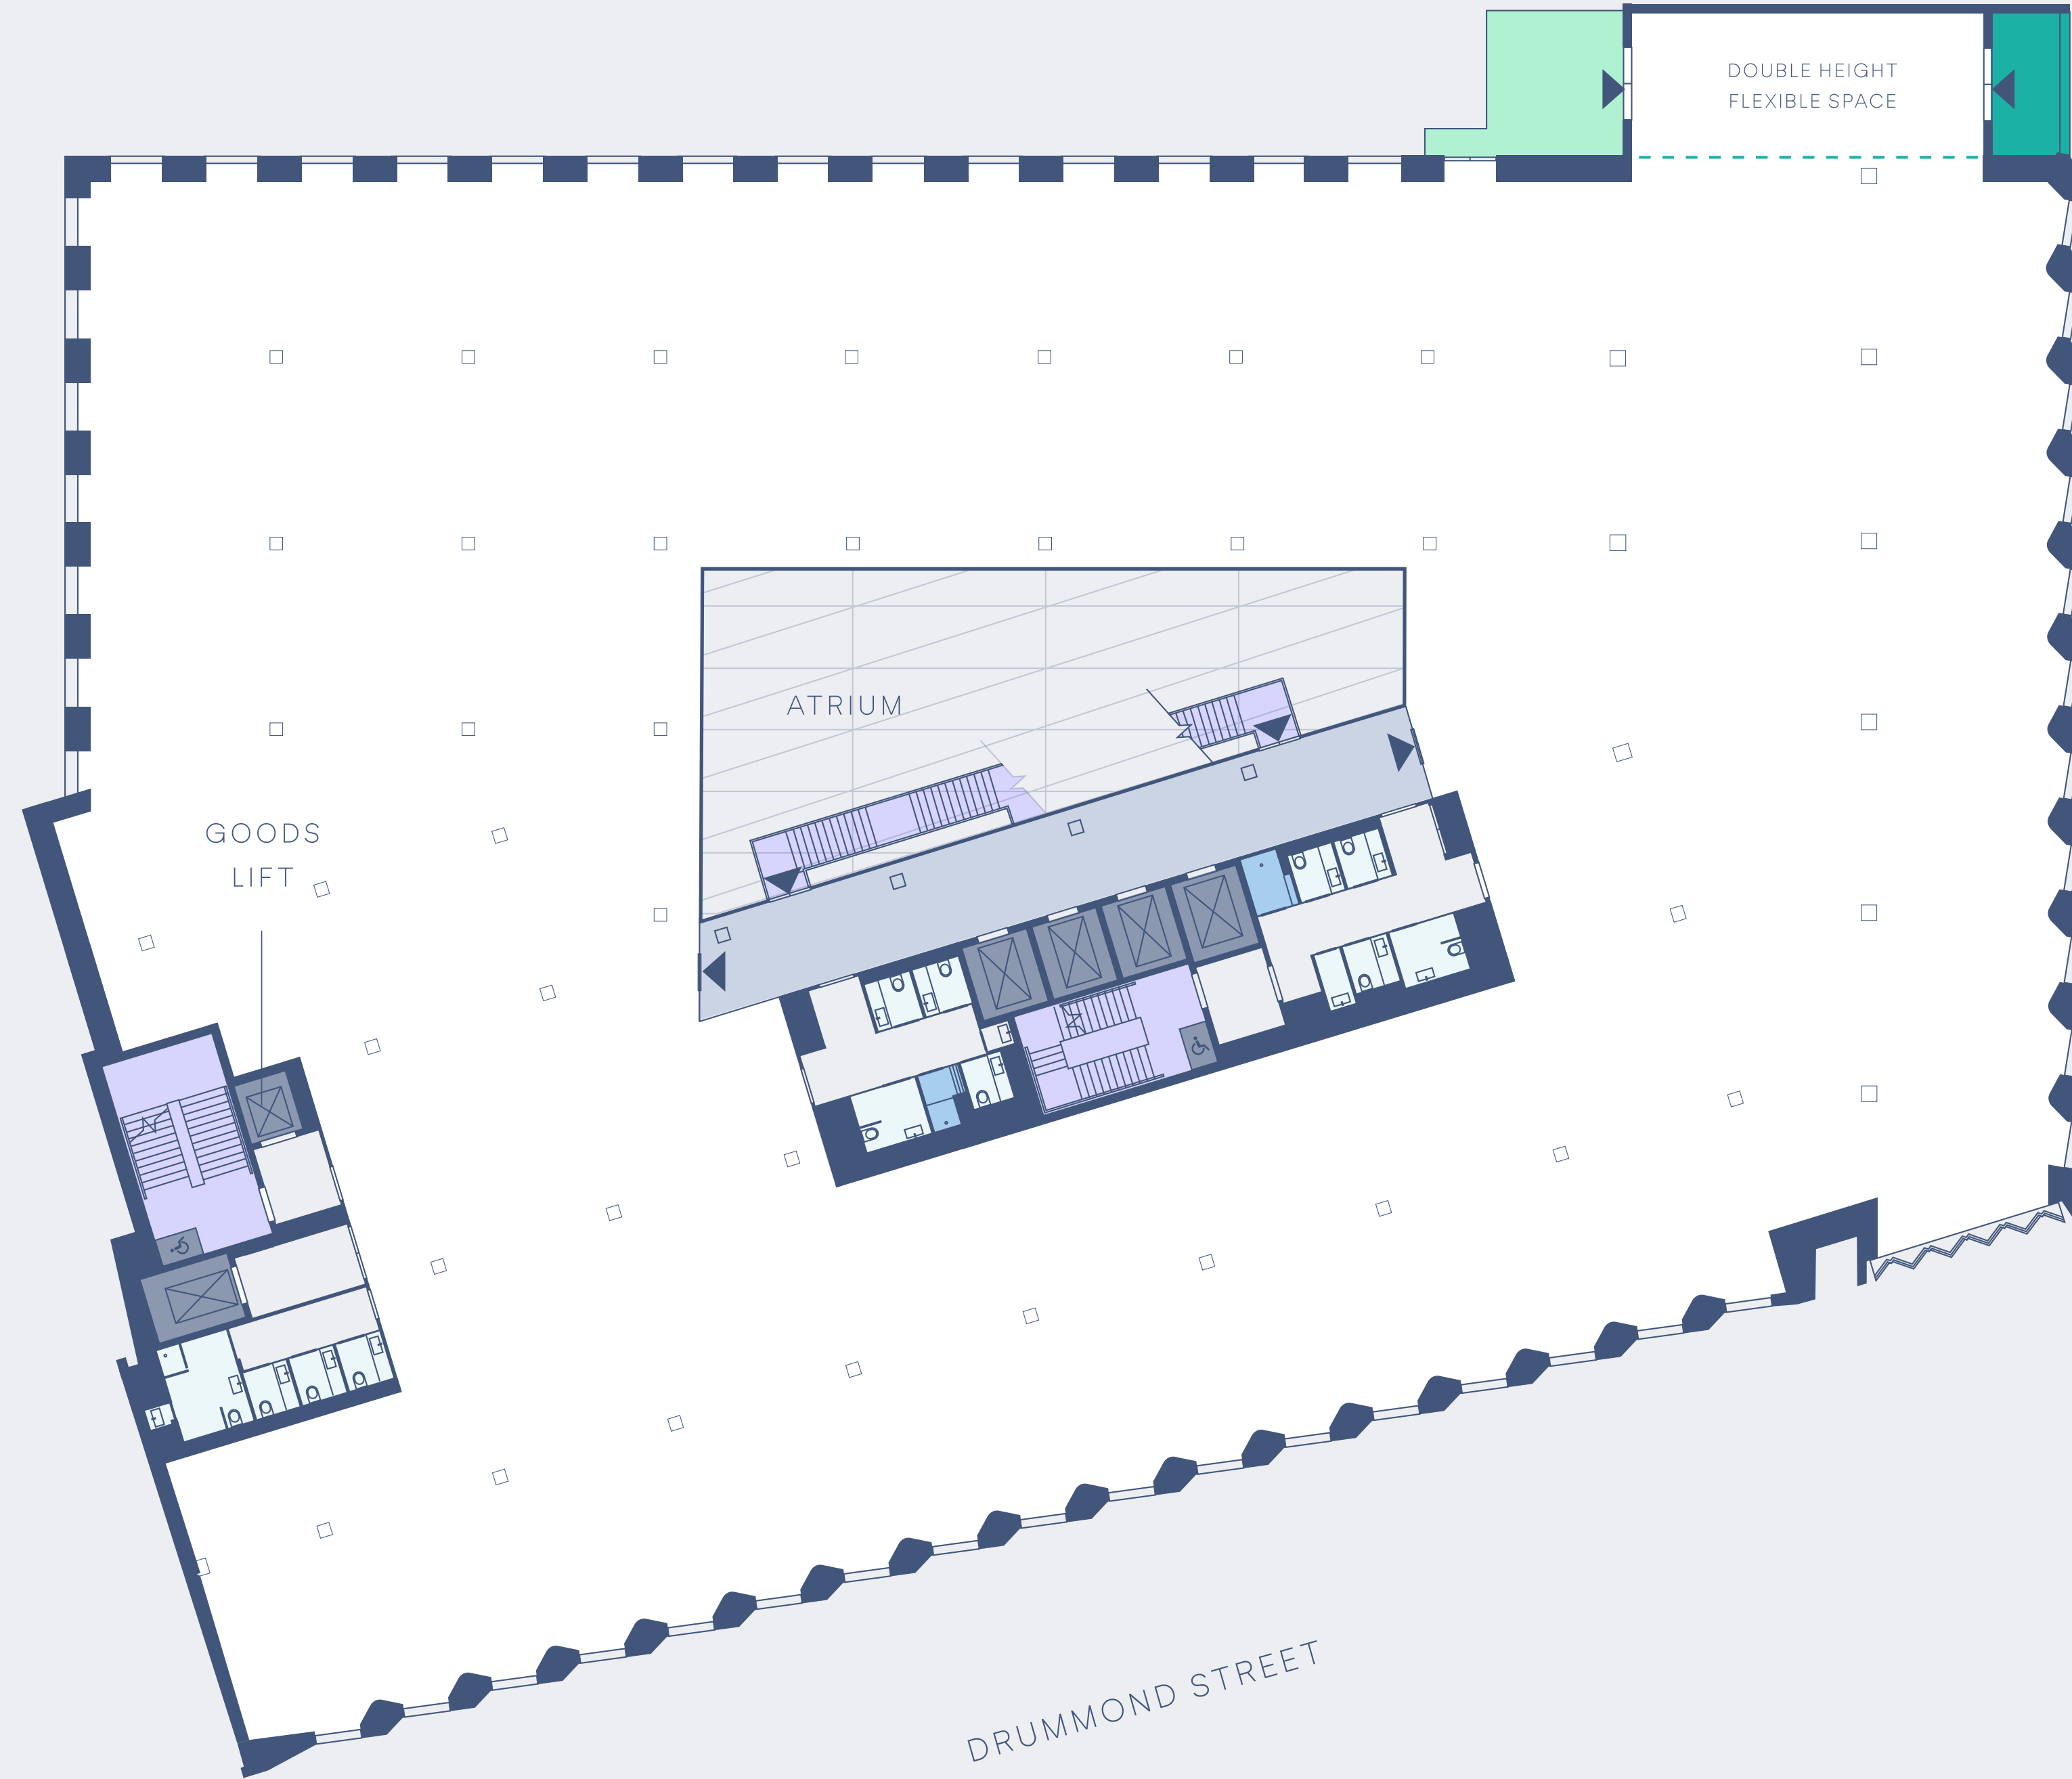 DOUBLE HEIGHT
FLEXIBLE SPACE
ATRIUM
GOODS
LIFT
DRUMMOND STREET